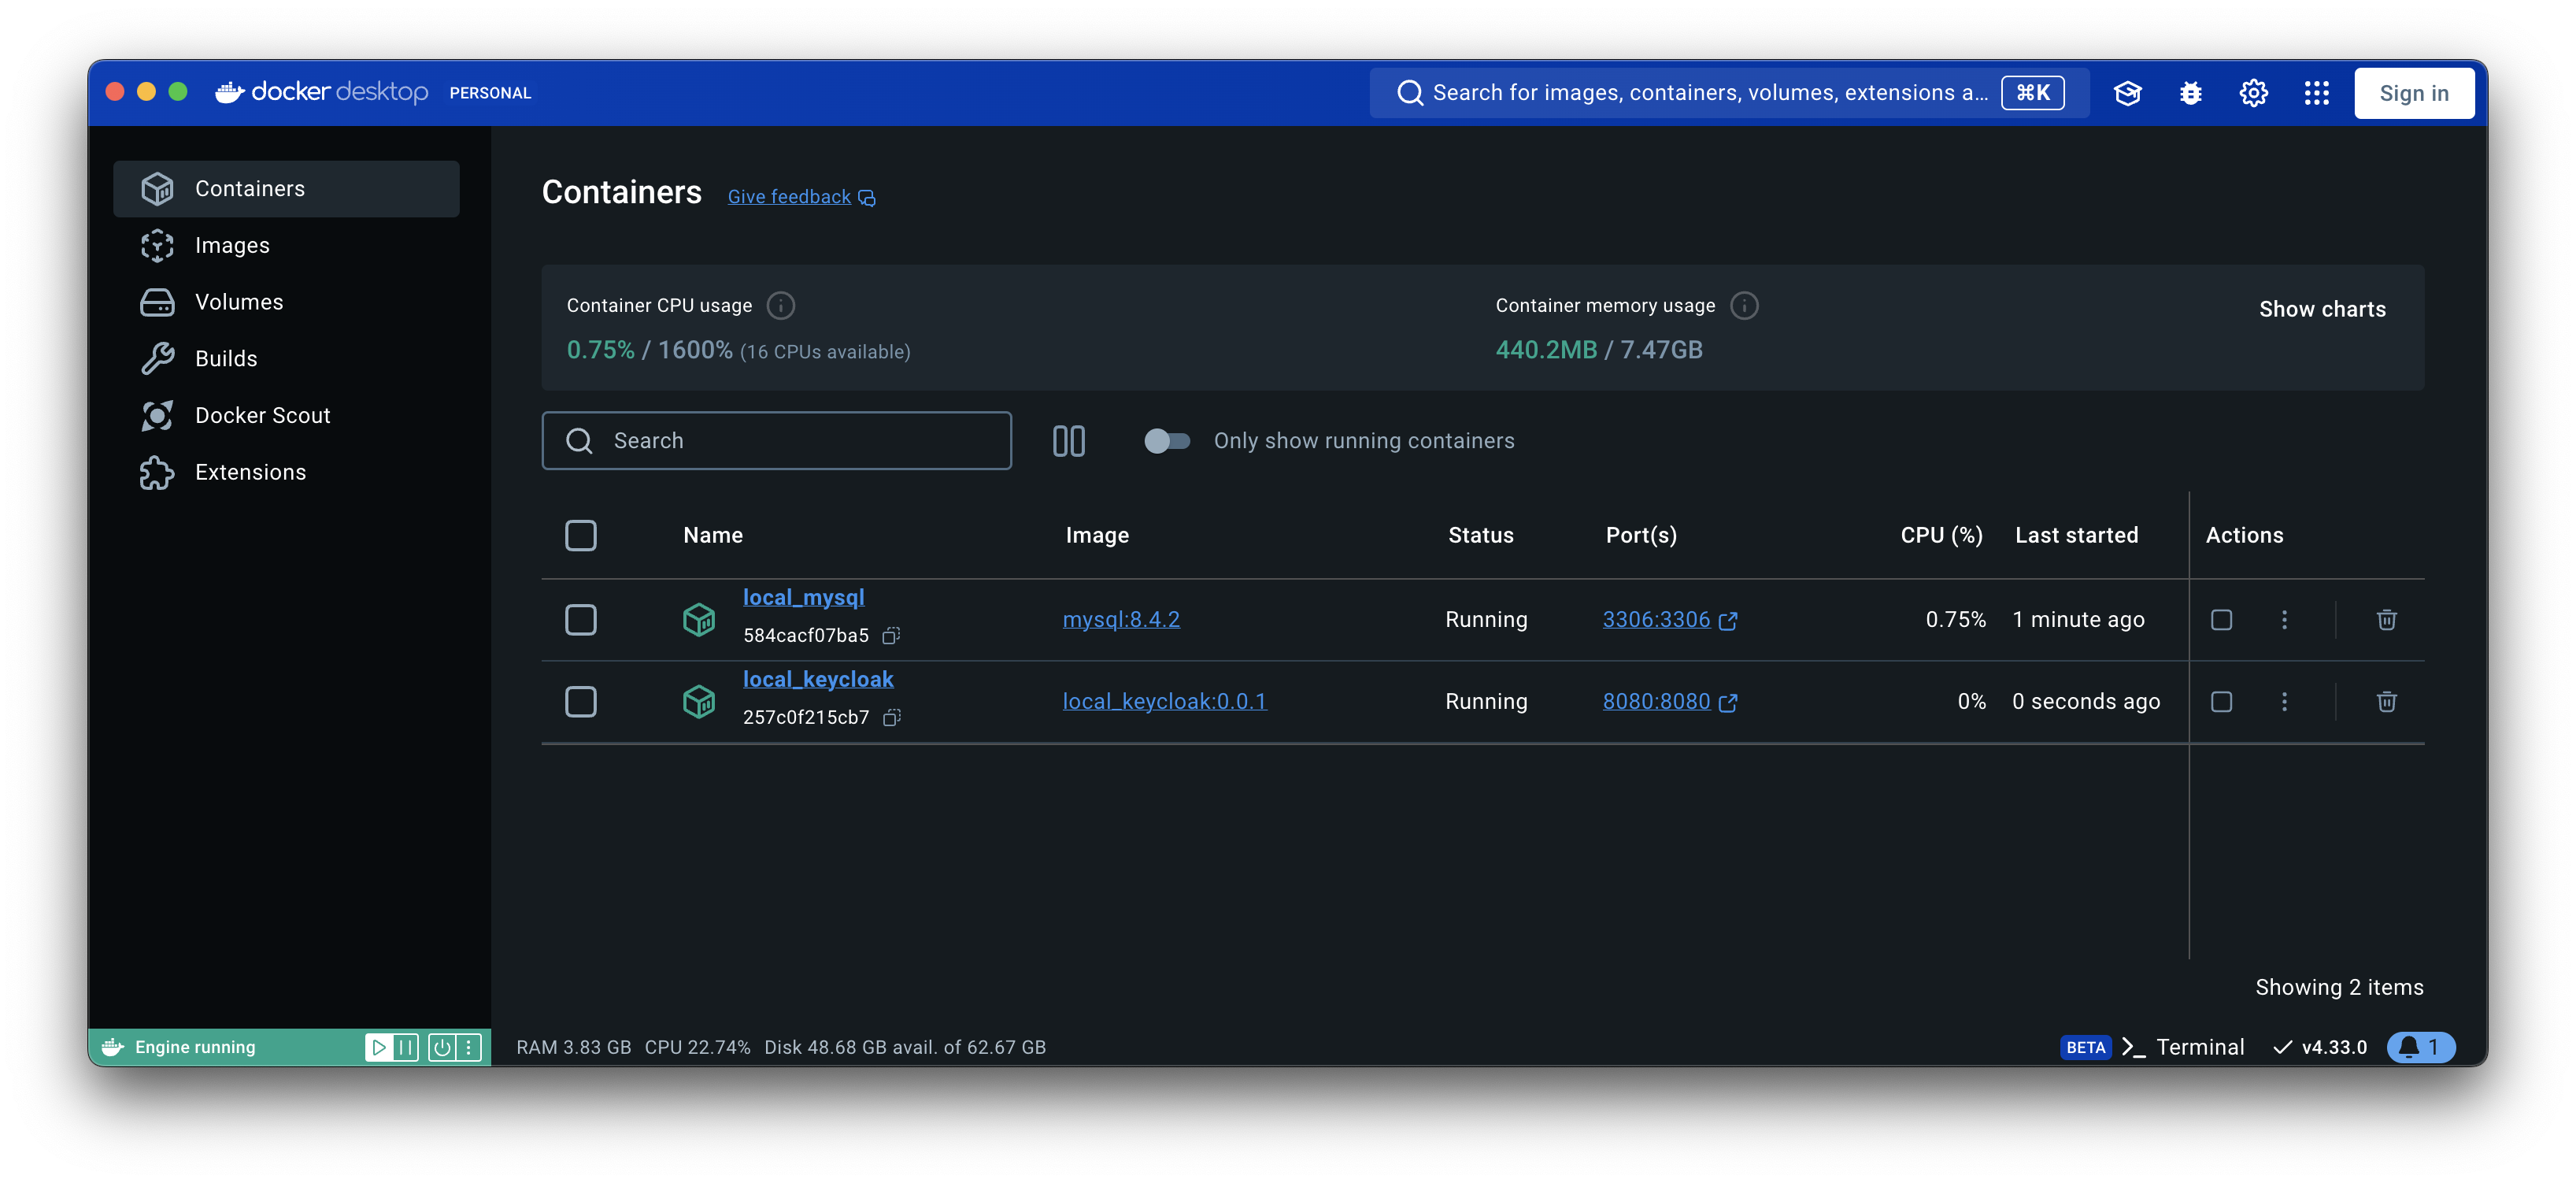 docker desktop PERSONAL
Search for images, containers, volumes, extensions a... ⌘K
Sign in
Containers
Images
Volumes
Builds
Docker Scout
Extensions
Containers Give feedback
Container CPU usage
0.75% / 1600% (16 CPUs available)
Container memory usage
440.2MB / 7.47GB
Show charts
Search
Only show running containers
Name Image Status Port(s) CPU (%) Last started Actions
local_mysql
584cacf07ba5
mysql:8.4.2 Running 3306:3306 0.75% 1 minute ago
local_keycloak
257c0f215cb7
local_keycloak:0.0.1 Running 8080:8080 0% 0 seconds ago
Showing 2 items
Engine running
RAM 3.83 GB CPU 22.74% Disk 48.68 GB avail. of 62.67 GB
BETA >_ Terminal v4.33.0 1